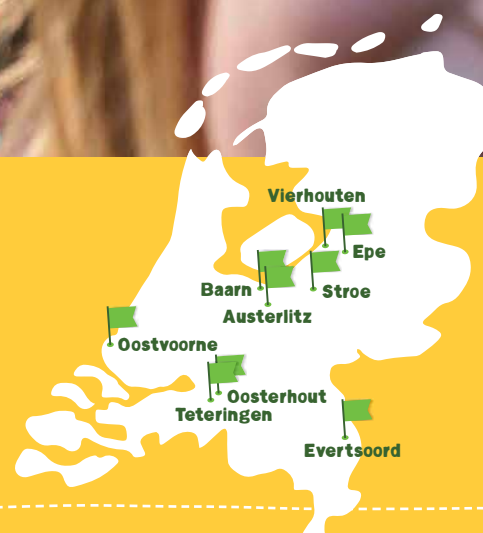 Vierhouten
Epe
Baarn
Stroe
Austerlitz
Oostvoorne
Oosterhout
Teteringen
Evertsoord